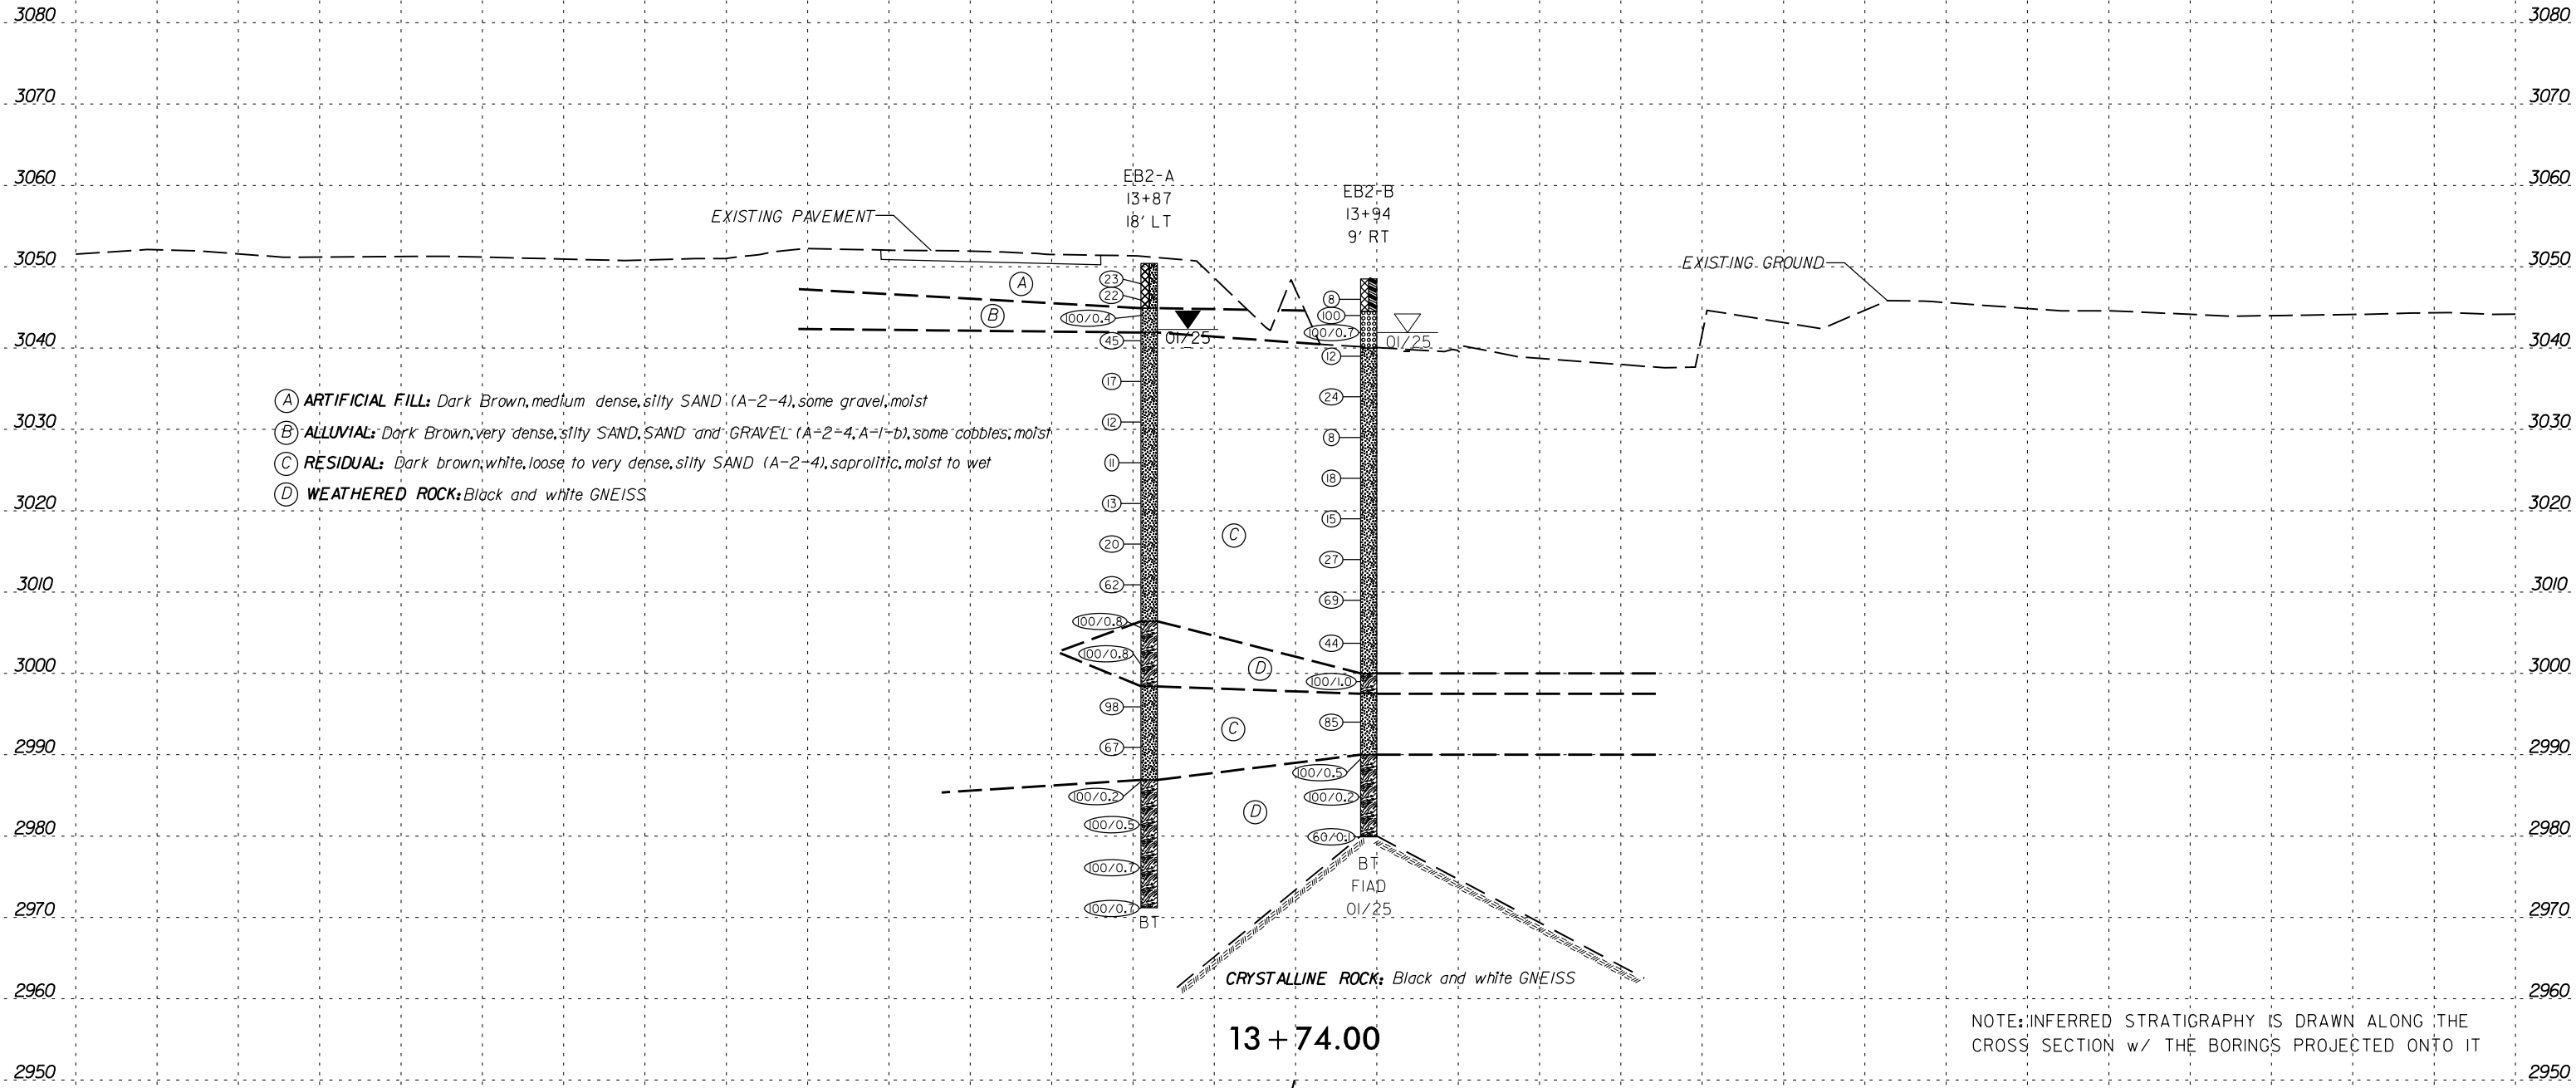 3080 3080
3070 3070
3060 3060
3050 3050
3040 3040
3030 3030
3020 3020
3010 3010
3000 3000
2990 2990
2980 2980
2970 2970
2960 2960
2950 2950
EB2-A
13+87
18' LT
EB2-B
13+94
9' RT
EXISTING PAVEMENT
EXISTING GROUND
A
B
23
22
100/0.4
45
17
12
11
13
20
62
100/0.8
100/0.8
98
67
100/0.2
100/0.5
100/0.7
100/0.7
BT
01/25
8
100
100/0.7
12
24
8
18
15
27
69
44
100/1.0
85
100/0.5
100/0.2
60/0.1
BT
FIAD
01/25
01/25
C
D
C
D
A ARTIFICIAL FILL: Dark Brown, medium dense, silty SAND (A-2-4), some gravel, moist
B ALLUVIAL: Dark Brown, very dense, silty SAND, SAND and GRAVEL (A-2-4, A-1-b), some cobbles, moist
C RESIDUAL: Dark brown, white, loose to very dense, silty SAND (A-2-4), saprolitic, moist to wet
D WEATHERED ROCK: Black and white GNEISS
CRYSTALLINE ROCK: Black and white GNEISS
13+74.00
NOTE: INFERRED STRATIGRAPHY IS DRAWN ALONG THE
CROSS SECTION w/ THE BORINGS PROJECTED ONTO IT